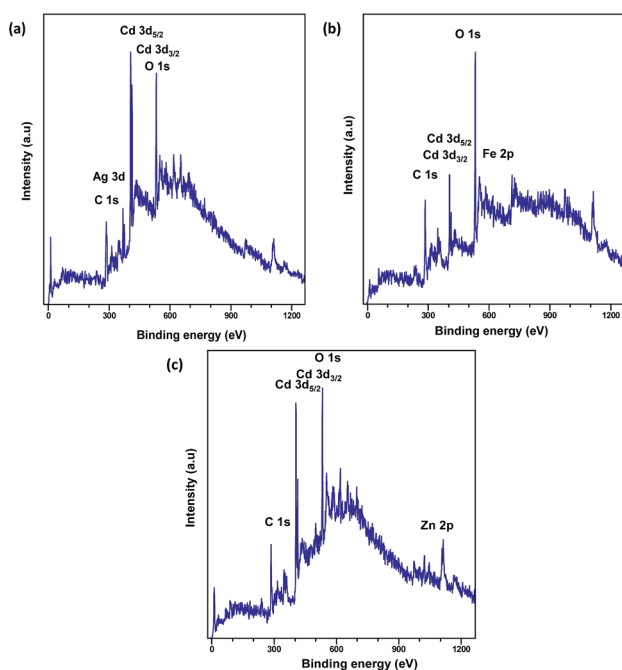 (a)
Cd 3d5/2
Cd 3d3/2
O 1s
Ag 3d
C 1s
Intensity (a.u)
0 300 600 900 1200
Binding energy (eV)
(b)
O 1s
Cd 3d5/2
Cd 3d3/2
Fe 2p
C 1s
Intensity (a.u)
0 300 600 900 1200
Binding energy (eV)
(c)
O 1s
Cd 3d3/2
Cd 3d5/2
C 1s
Zn 2p
Intensity (a.u)
0 300 600 900 1200
Binding energy (eV)